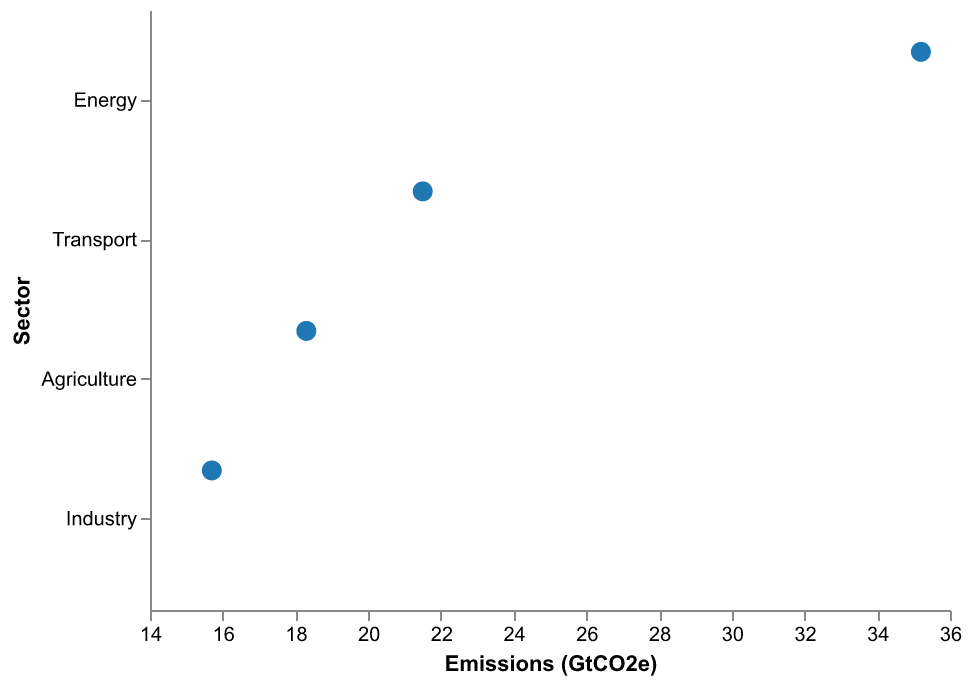 Energy
Transport
Agriculture
Industry
Sector
14 16 18 20 22 24 26 28 30 32 34 36
Emissions (GtCO2e)